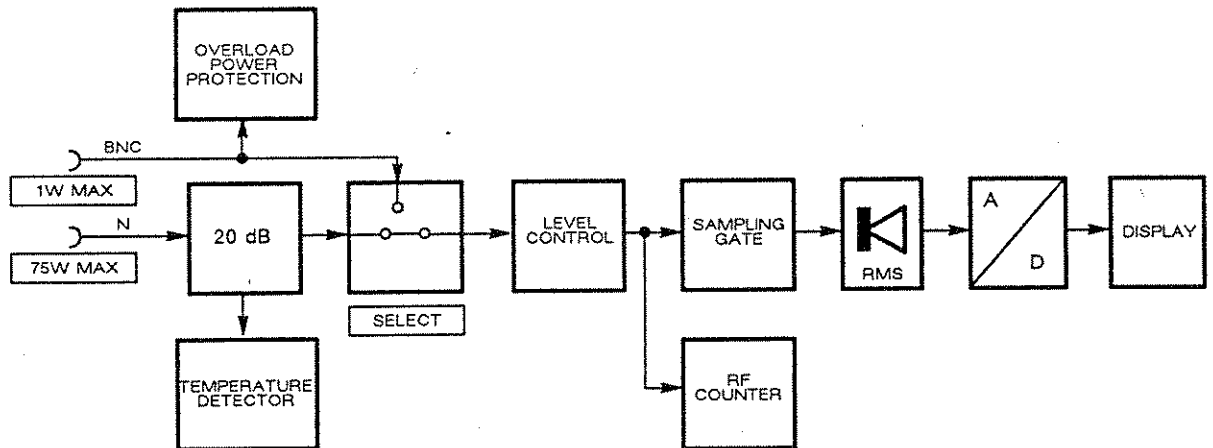 OVERLOAD
POWER
PROTECTION
BNC
1W MAX
N
75W MAX
20 dB
SELECT
TEMPERATURE
DETECTOR
LEVEL
CONTROL
SAMPLING
GATE
RF
COUNTER
RMS
A
D
DISPLAY